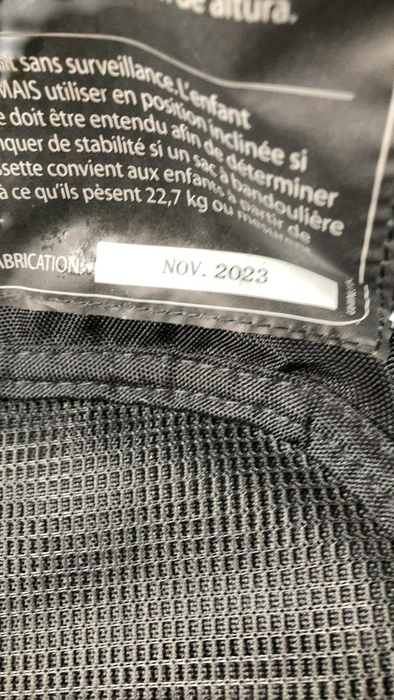 de altura.
sans surveillance. L'enfant
MAIS utiliser en position inclinée si
e doit être entendu afin de déterminer
quer de stabilité si un sac à bandoulière
ssette convient aux enfants à partir de
à ce qu'ils pèsent 22,7 kg ou mesurent
ABRICATION:
NOV. 2023